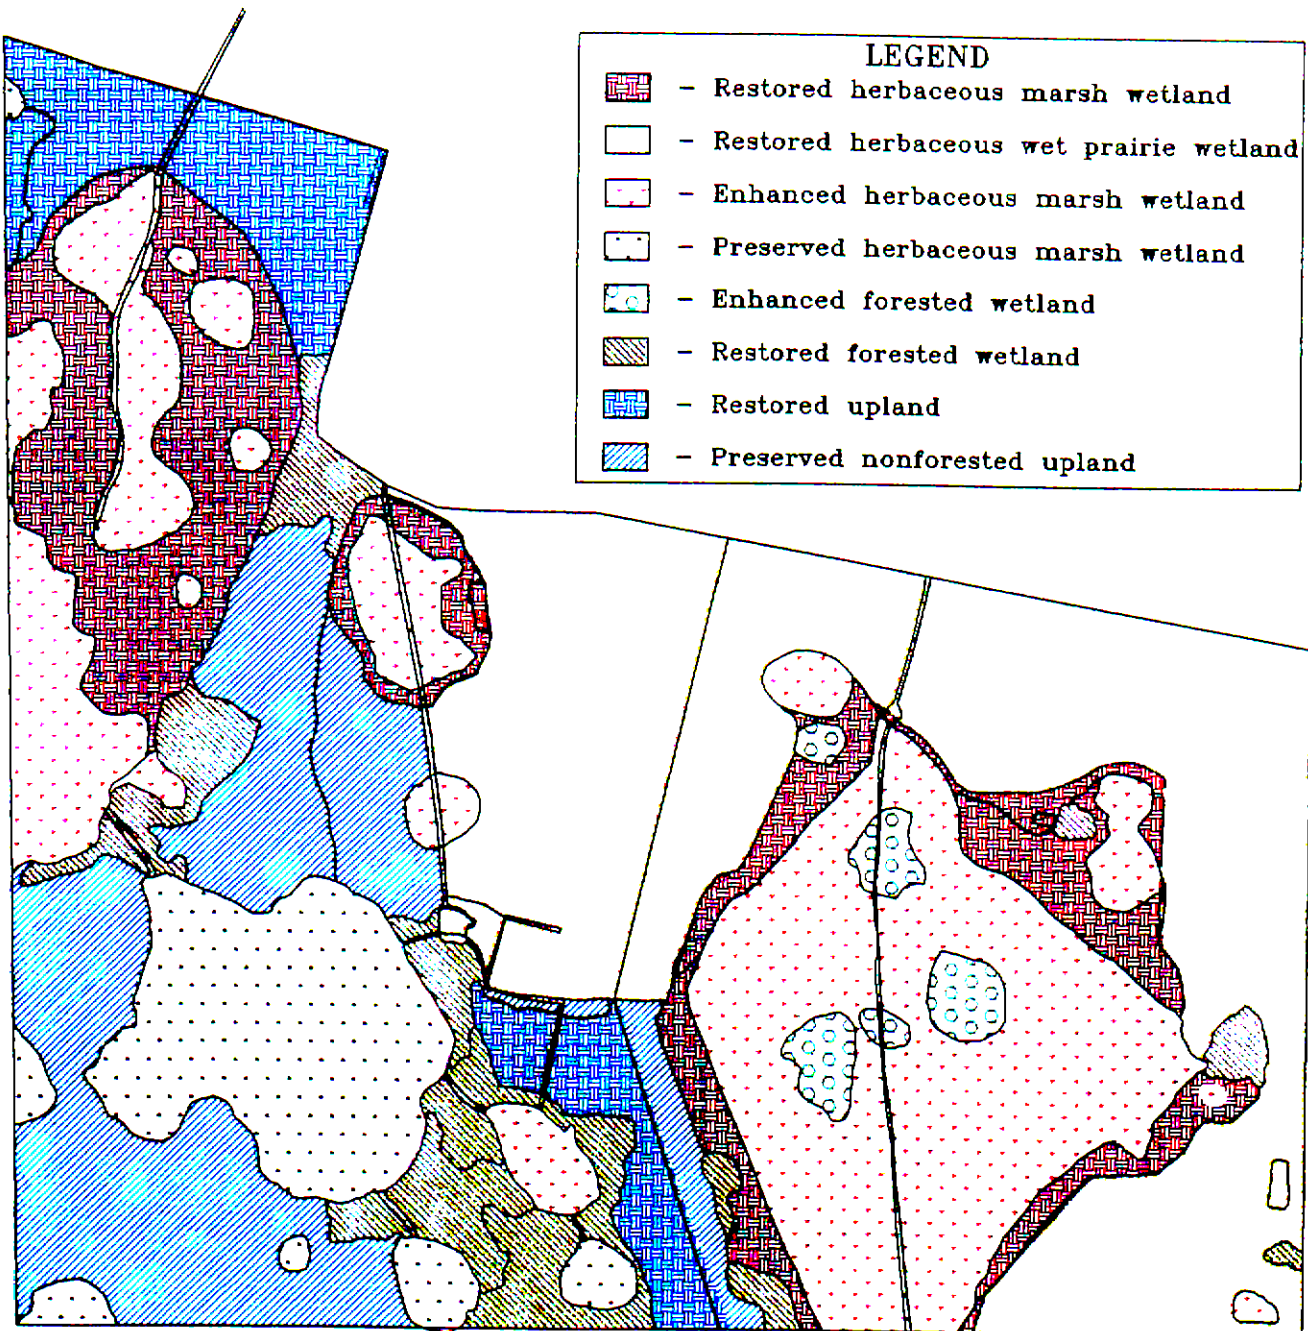 LEGEND
- Restored herbaceous marsh wetland
- Restored herbaceous wet prairie wetland
- Enhanced herbaceous marsh wetland
- Preserved herbaceous marsh wetland
- Enhanced forested wetland
- Restored forested wetland
- Restored upland
- Preserved nonforested upland